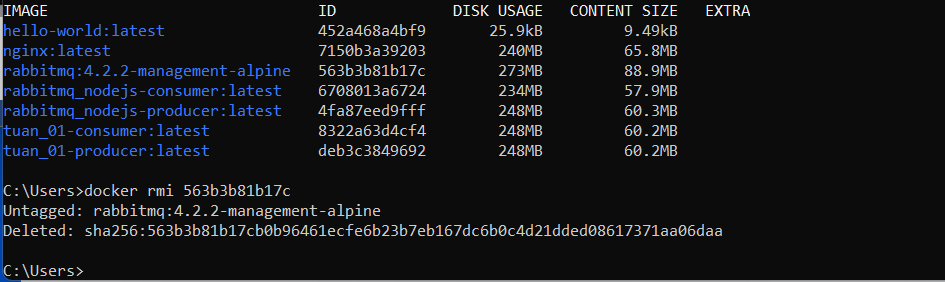 IMAGE ID DISK USAGE CONTENT SIZE EXTRA
hello-world:latest 452a468a4bf9 25.9kB 9.49kB
nginx:latest 7150b3a39203 240MB 65.8MB
rabbitmq:4.2.2-management-alpine 563b3b81b17c 273MB 88.9MB
rabbitmq_nodejs-consumer:latest 6708013a6724 234MB 57.9MB
rabbitmq_nodejs-producer:latest 4fa87eed9fff 248MB 60.3MB
tuan_01-consumer:latest 8322a63d4cf4 248MB 60.2MB
tuan_01-producer:latest deb3c3849692 248MB 60.2MB
C:\Users>docker rmi 563b3b81b17c
Untagged: rabbitmq:4.2.2-management-alpine
Deleted: sha256:563b3b81b17cb0b96461ecfe6b23b7eb167dc6b0c4d21dded08617371aa06daa
C:\Users>